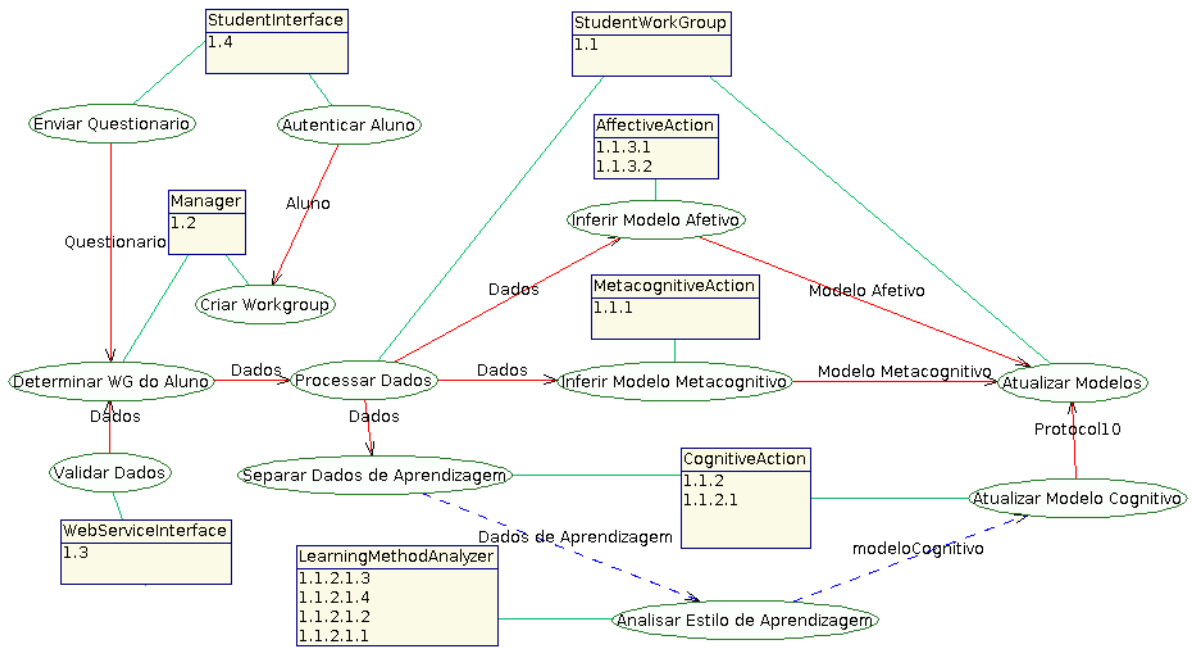 StudentInterface
1.4
StudentWorkGroup
1.1
Enviar Questionario
Autenticar Aluno
AffectiveAction
1.1.3.1
1.1.3.2
Manager
1.2
Aluno
Inferir Modelo Afetivo
Questionario
Criar Workgroup
Dados
MetacognitiveAction
1.1.1
Modelo Afetivo
Determinar WG do Aluno
Dados
Processar Dados
Dados
Inferir Modelo Metacognitivo
Modelo Metacognitivo
Atualizar Modelos
Dados
Dados
Protocol10
Validar Dados
Separar Dados de Aprendizagem
CognitiveAction
1.1.2
1.1.2.1
Atualizar Modelo Cognitivo
WebServiceInterface
1.3
Dados de Aprendizagem
modeloCognitivo
LearningMethodAnalyzer
1.1.2.1.3
1.1.2.1.4
1.1.2.1.2
1.1.2.1.1
Analisar Estilo de Aprendizagem